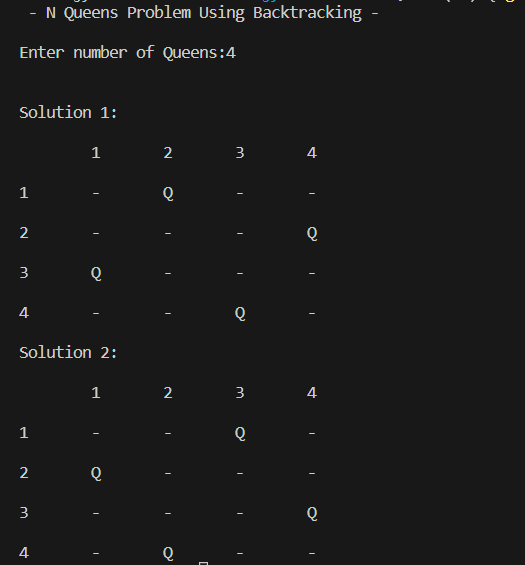 - N Queens Problem Using Backtracking -
Enter number of Queens:4
Solution 1:
1 2 3 4
1 - Q - -
2 - - - Q
3 Q - - -
4 - - Q -
Solution 2:
1 2 3 4
1 - - Q -
2 Q - - -
3 - - - Q
4 - Q - -